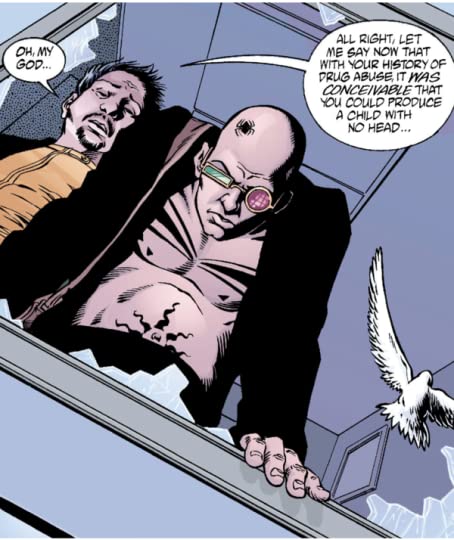 OH, MY
GOD...
ALL RIGHT, LET
ME SAY NOW THAT
WITH YOUR HISTORY OF
DRUG ABUSE, IT WAS
CONCEIVABLE THAT
YOU COULD PRODUCE
A CHILD WITH
NO HEAD...